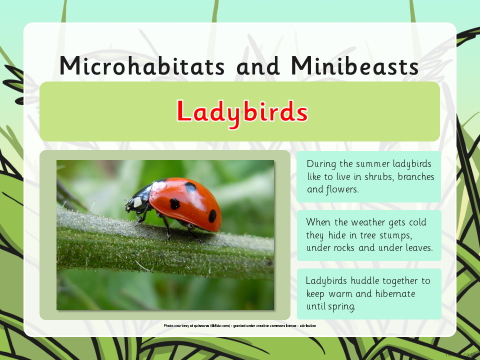 Microhabitats and Minibeasts
Ladybirds
During the summer ladybirds
like to live in shrubs, branches
and flowers.
When the weather gets cold
they hide in tree stumps,
under rocks and under leaves.
Ladybirds huddle together to
keep warm and hibernate
until spring.